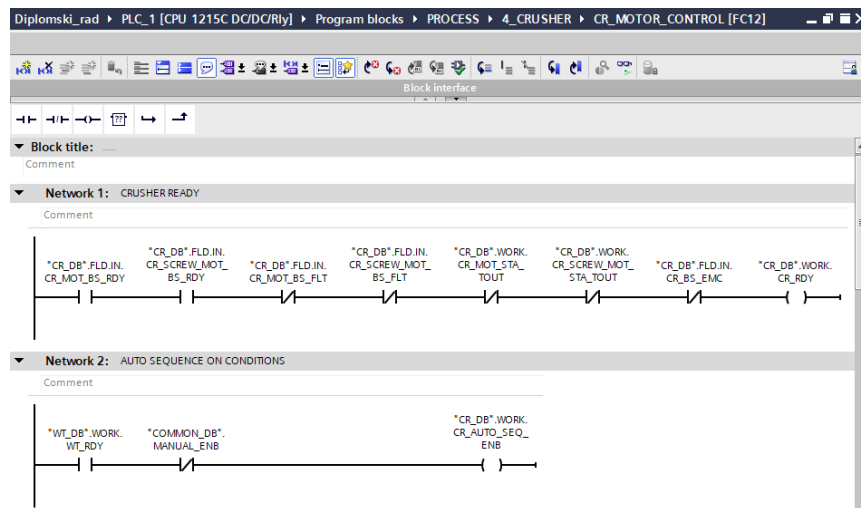 Diplomski_rad ▸ PLC_1 [CPU 1215C DC/DC/Rly] ▸ Program blocks ▸ PROCESS ▸ 4_CRUSHER ▸ CR_MOTOR_CONTROL [FC12]
Block interface
??
Block title: .....
Comment
Network 1: CRUSHER READY
Comment
"CR_DB".FLD.IN.
CR_MOT_BS_RDY
"CR_DB".FLD.IN.
CR_SCREW_MOT_
BS_RDY
"CR_DB".FLD.IN.
CR_MOT_BS_FLT
"CR_DB".FLD.IN.
CR_SCREW_MOT_
BS_FLT
"CR_DB".WORK.
CR_MOT_STA_
TOUT
"CR_DB".WORK.
CR_SCREW_MOT_
STA_TOUT
"CR_DB".FLD.IN.
CR_BS_EMC
"CR_DB".WORK.
CR_RDY
Network 2: AUTO SEQUENCE ON CONDITIONS
Comment
"WT_DB".WORK.
WT_RDY
"COMMON_DB".
MANUAL_ENB
"CR_DB".WORK.
CR_AUTO_SEQ_
ENB